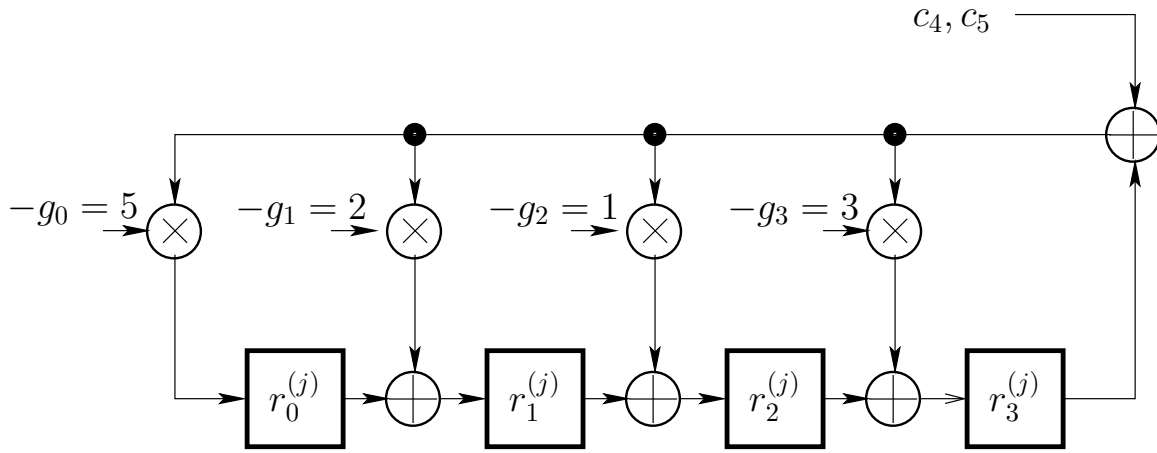 c_4, c_5
-g_0 = 5
-g_1 = 2
-g_2 = 1
-g_3 = 3
r_0^{(j)}
r_1^{(j)}
r_2^{(j)}
r_3^{(j)}